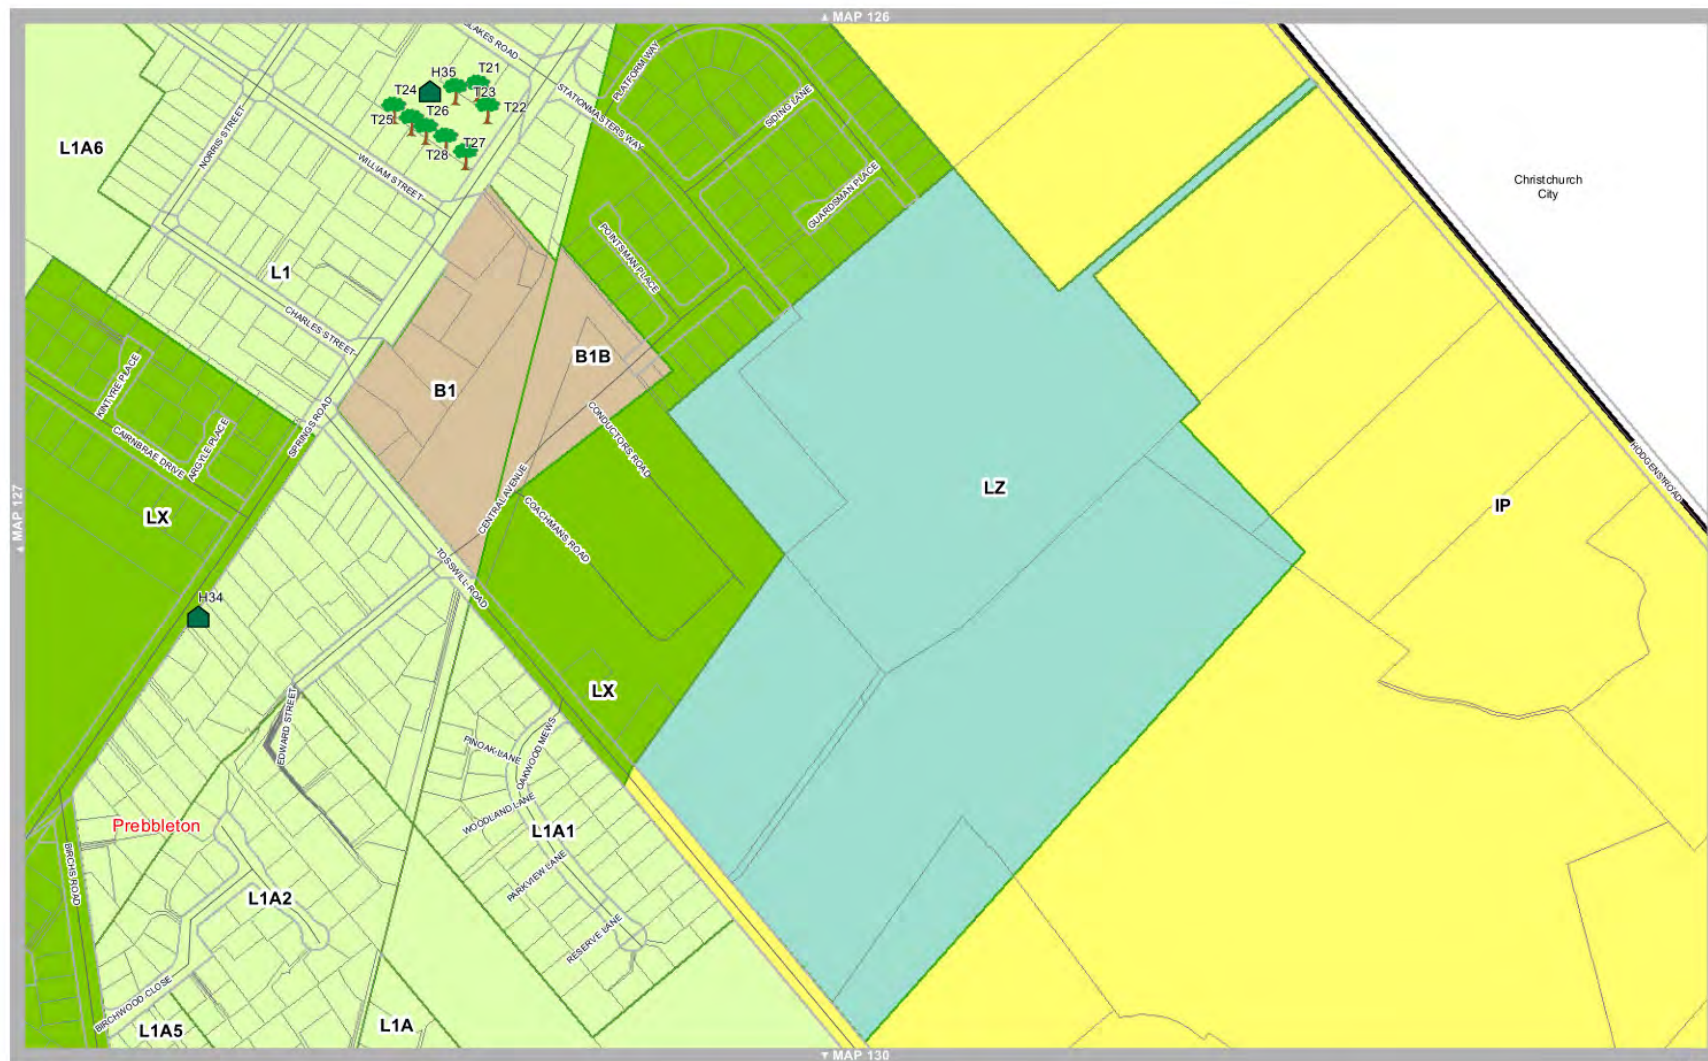 ▲ MAP 126
LAKES ROAD
PLATFORM WAY
H35
T21
T24
T23
T22
T26
T25
T27
T28
STATIONMASTERS WAY
SIDING LANE
NORRIS STREET
L1A6
WILLIAM STREET
GUARDSMAN PLACE
Christchurch
City
POINTSMAN PLACE
L1
CHARLES STREET
B1B
B1
KINTYRE PLACE
SPRINGS ROAD
CAIRNBRAE DRIVE
ARGYLE PLACE
CONDUCTORS ROAD
HODGENS ROAD
CENTRAL AVENUE
LZ
IP
LX
MAP 127
COACHMANS ROAD
TOSSWILL ROAD
H34
LX
EDWARD STREET
PINOAK LANE
OAKWOOD MEWS
WOODLAND LANE
Prebbleton
L1A1
BIRCHS ROAD
PARKVIEW LANE
L1A2
RESERVE LANE
BIRCHWOOD CLOSE
L1A5
L1A
▼ MAP 130